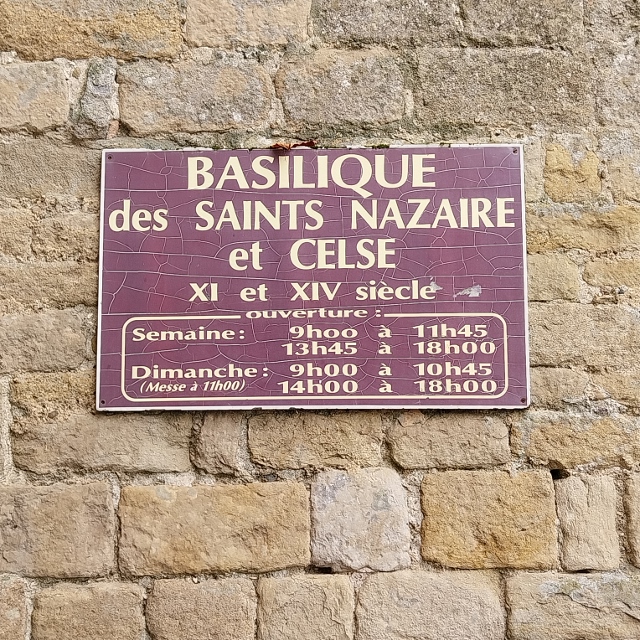 BASILIQUE
des SAINTS NAZAIRE
et CELSE
XI et XIV siècle
ouverture :
Semaine : 9hoo à 11h45
13h45 à 18h00
Dimanche : 9h00 à 10h45
(Messe à 11h00) 14h00 à 18h00